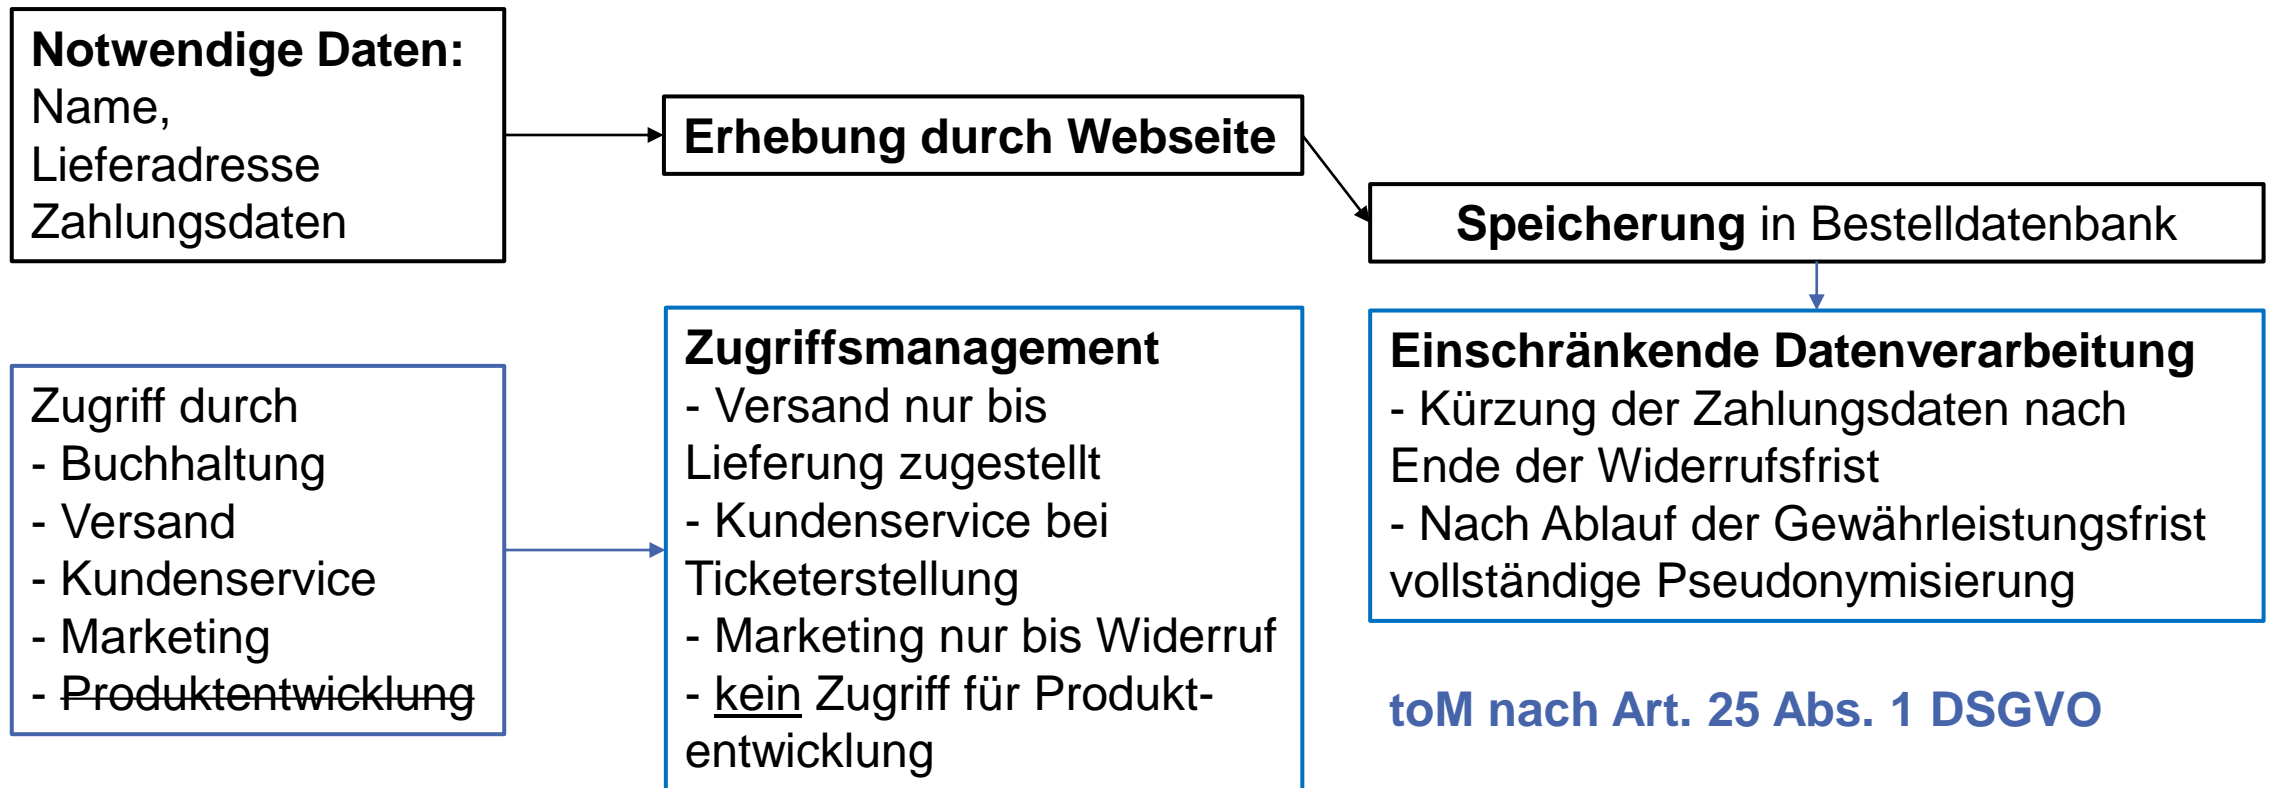 Notwendige Daten:
Name,
Lieferadresse
Zahlungsdaten
Erhebung durch Webseite
Speicherung in Bestelldatenbank
Zugriff durch
- Buchhaltung
- Versand
- Kundenservice
- Marketing
- Produktentwicklung
Zugriffsmanagement
- Versand nur bis
Lieferung zugestellt
- Kundenservice bei
Ticketerstellung
- Marketing nur bis Widerruf
- kein Zugriff für Produkt-
entwicklung
Einschränkende Datenverarbeitung
- Kürzung der Zahlungsdaten nach
Ende der Widerrufsfrist
- Nach Ablauf der Gewährleistungsfrist
vollständige Pseudonymisierung
toM nach Art. 25 Abs. 1 DSGVO